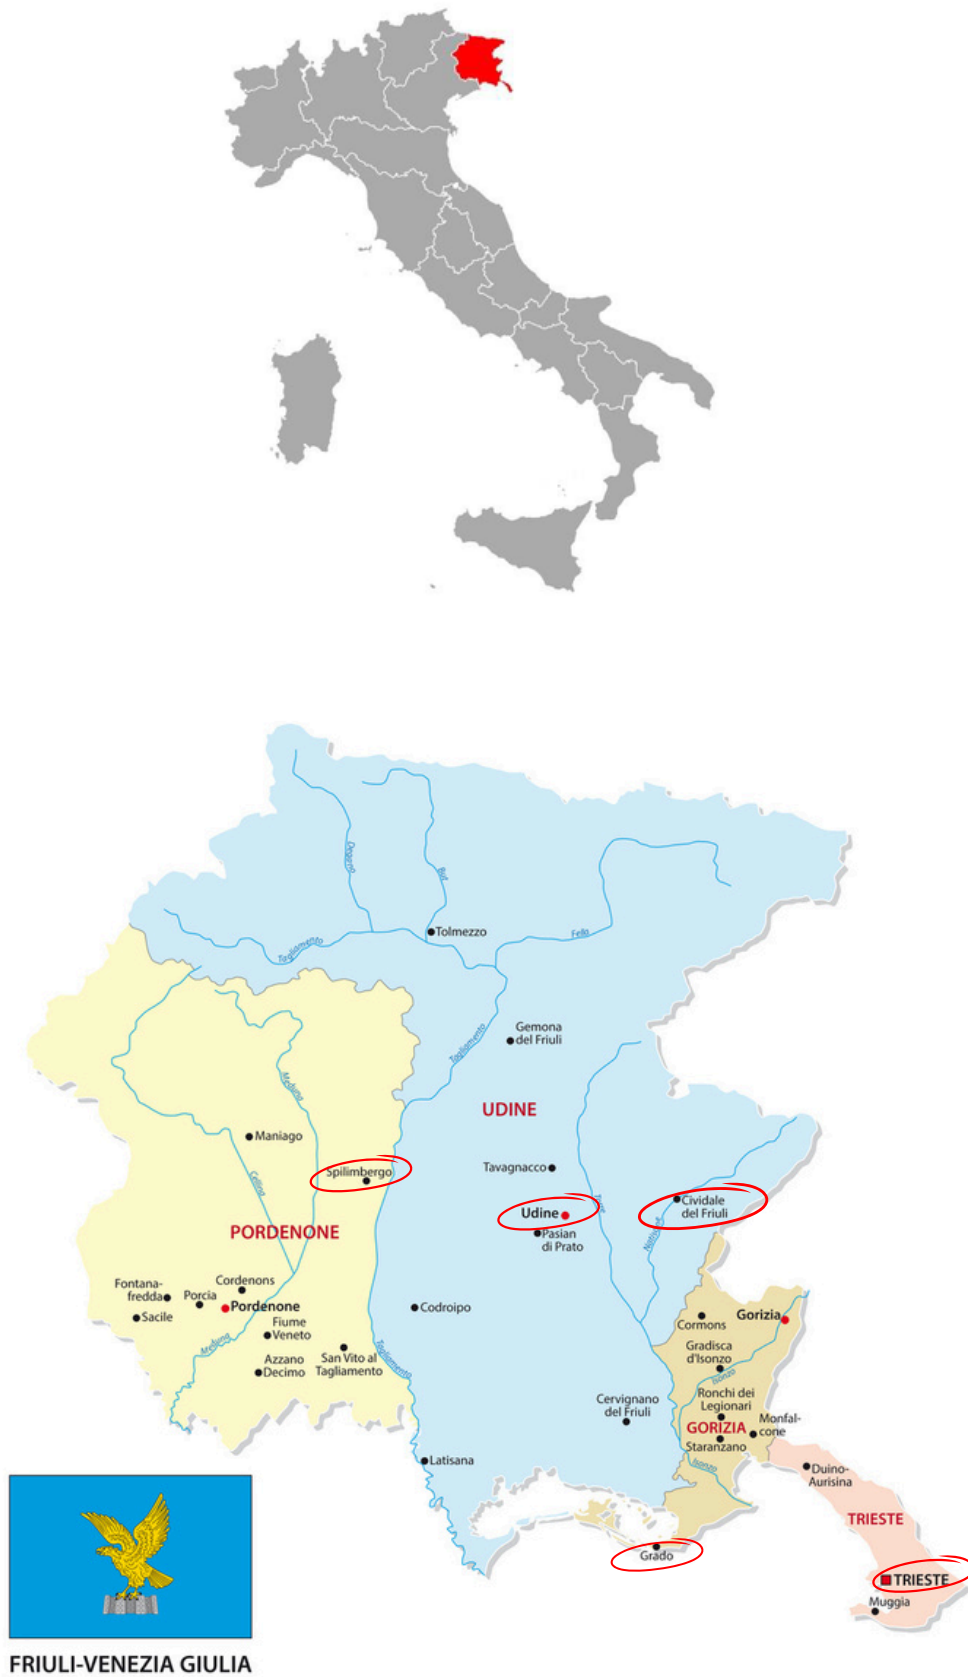 Degano
But
Tolmezzo
Fella
Tagliamento
Gemona
del Friuli
Tagliamento
Meduna
UDINE
Maniago
Spilimbergo
Tavagnacco
Cellina
Udine
Torre
Cividale
del Friuli
Natisone
Pasian
di Prato
PORDENONE
Fontana-
fredda
Cordenons
Porcia
Pordenone
Sacile
Fiume
Veneto
Codroipo
Cormons
Gorizia
Meduna
Azzano
Decimo
San Vito al
Tagliamento
Tagliamento
Gradisca
d'Isonzo
Isonzo
Ronchi dei
Legionari
Cervignano
del Friuli
GORIZIA
Monfal-
cone
Staranzano
Latisana
Isonzo
Duino-
Aurisina
TRIESTE
Grado
TRIESTE
Muggia
FRIULI-VENEZIA GIULIA